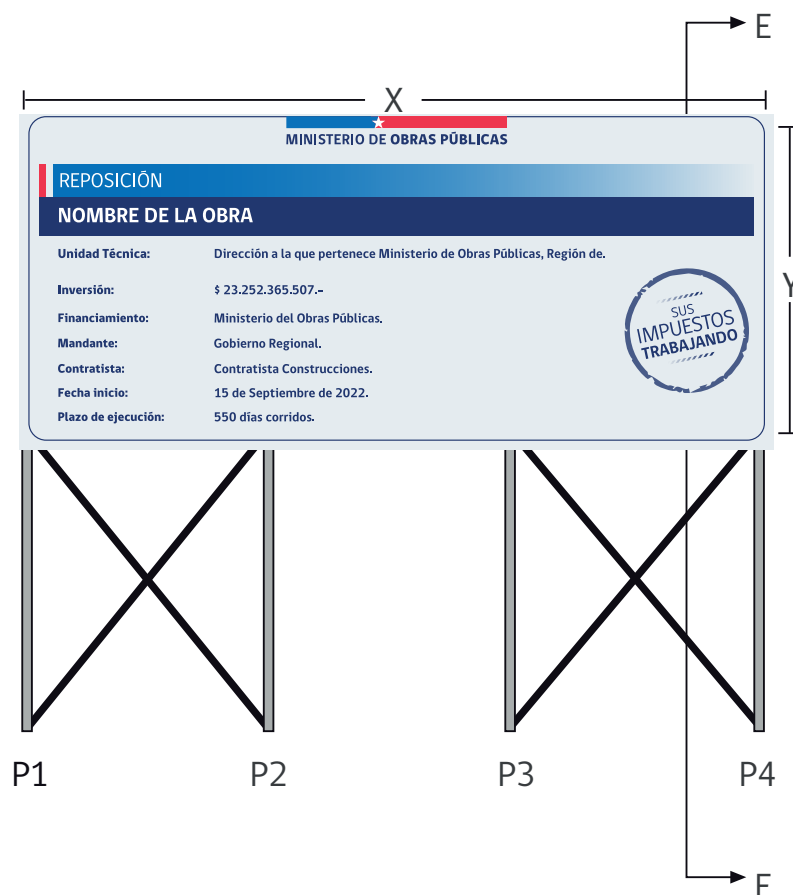 E
X
MINISTERIO DE OBRAS PÚBLICAS
REPOSICIÓN
NOMBRE DE LA OBRA
Unidad Técnica: Dirección a la que pertenece Ministerio de Obras Públicas, Región de.
Y
Inversión: $ 23.252.365.507.-
Financiamiento: Ministerio del Obras Públicas.
Mandante: Gobierno Regional.
Contratista: Contratista Construcciones.
Fecha inicio: 15 de Septiembre de 2022.
Plazo de ejecución: 550 días corridos.
SUS
IMPUESTOS
TRABAJANDO
P1 P2 P3 P4
E